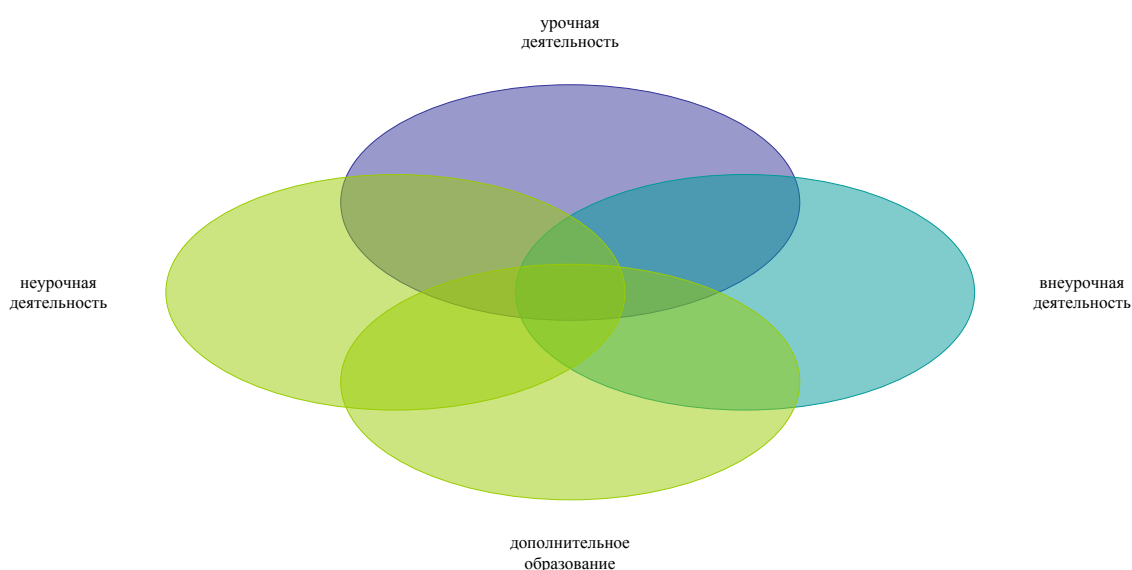 урочная
деятельность
неурочная
деятельность
внеурочная
деятельность
дополнительное
образование